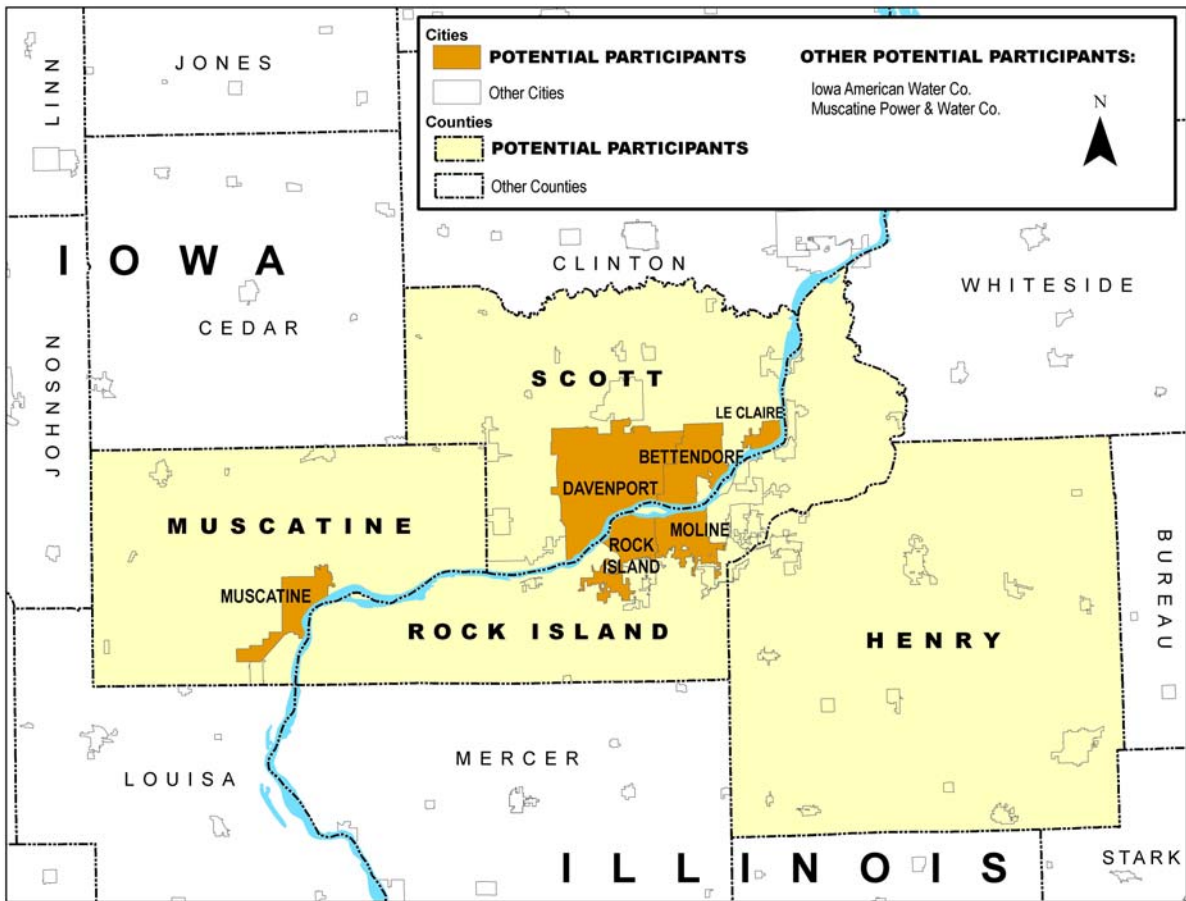 Cities
POTENTIAL PARTICIPANTS
Other Cities
Counties
POTENTIAL PARTICIPANTS
Other Counties
OTHER POTENTIAL PARTICIPANTS:
Iowa American Water Co.
Muscatine Power & Water Co.
N
LINN
JONES
IOWA
CLINTON
WHITESIDE
CEDAR
JOHNSON
SCOTT
LE CLAIRE
BETTENDORF
DAVENPORT
MUSCATINE
MOLINE
ROCK
ISLAND
BUREAU
MUSCATINE
ROCK ISLAND
HENRY
MERCER
LOUISA
ILLINOIS
STARK